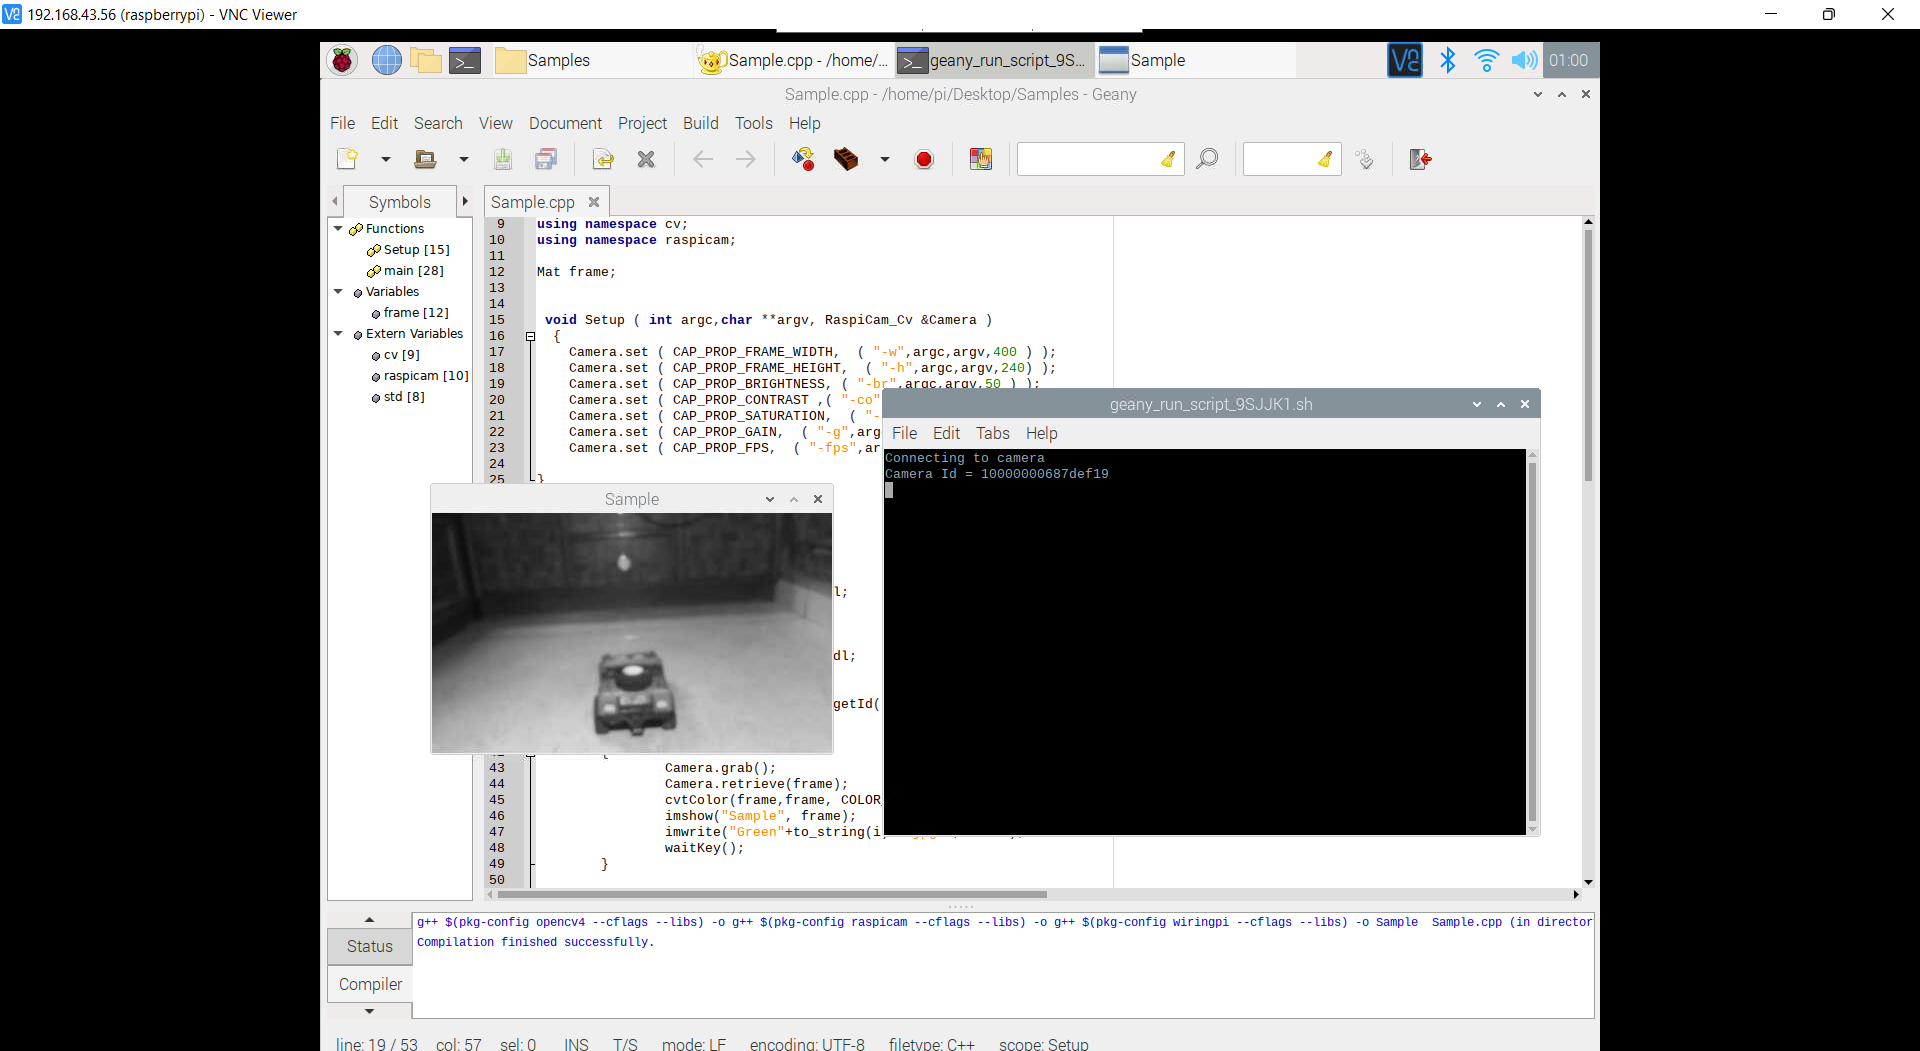 192.168.43.56 (raspberrypi) - VNC Viewer
Samples
Sample.cpp - /home/...
geany_run_script_9S...
Sample
01:00
Sample.cpp - /home/pi/Desktop/Samples - Geany
File Edit Search View Document Project Build Tools Help
Symbols
Sample.cpp
Functions
Setup [15]
main [28]
Variables
frame [12]
Extern Variables
cv [9]
raspicam [10]
std [8]
9 using namespace cv;
10 using namespace raspicam;
11
12 Mat frame;
13
14
15 void Setup ( int argc,char **argv, RaspiCam_Cv &Camera )
16 {
17 Camera.set ( CAP_PROP_FRAME_WIDTH, ( "-w",argc,argv,400 ) );
18 Camera.set ( CAP_PROP_FRAME_HEIGHT, ( "-h",argc,argv,240) );
19 Camera.set ( CAP_PROP_BRIGHTNESS, ( "-br",argc,argv,50 ) );
20 Camera.set ( CAP_PROP_CONTRAST ,( "-co"
21 Camera.set ( CAP_PROP_SATURATION, ( "-
22 Camera.set ( CAP_PROP_GAIN, ( "-g",arg
23 Camera.set ( CAP_PROP_FPS, ( "-fps",ar
24
25 }
l;
dl;
getId(
{
43 Camera.grab();
44 Camera.retrieve(frame);
45 cvtColor(frame,frame, COLOR
46 imshow("Sample", frame);
47 imwrite("Green"+to_string(i
48 waitKey();
49 }
50
Sample
geany_run_script_9SJJK1.sh
File Edit Tabs Help
Connecting to camera
Camera Id = 10000000687def19
Status
Compiler
g++ $(pkg-config opencv4 --cflags --libs) -o g++ $(pkg-config raspicam --cflags --libs) -o g++ $(pkg-config wiringpi --cflags --libs) -o Sample Sample.cpp (in director
Compilation finished successfully.
line: 19 / 53 col: 57 sel: 0 INS T/S mode: LF encoding: UTF-8 filetype: C++ scope: Setup